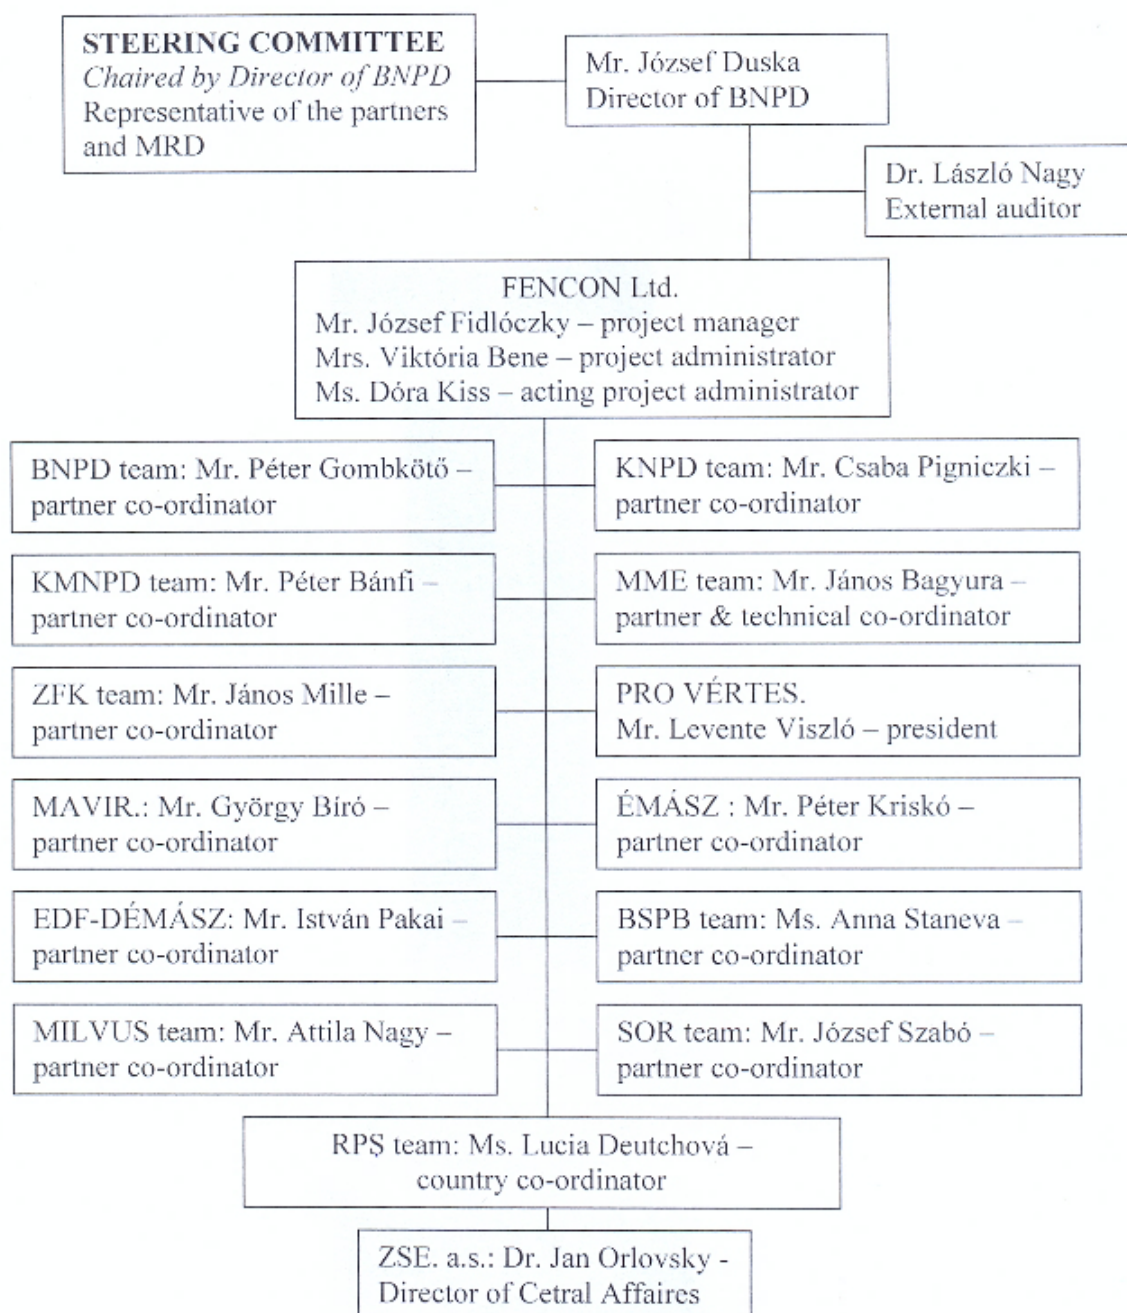 STEERING COMMITTEE
Chaired by Director of BNPD
Representative of the partners
and MRD
Mr. József Duska
Director of BNPD
Dr. László Nagy
External auditor
FENCON Ltd.
Mr. József Fidlóczky – project manager
Mrs. Viktória Bene – project administrator
Ms. Dóra Kiss – acting project administrator
BNPD team: Mr. Péter Gombkötő –
partner co-ordinator
KNPD team: Mr. Csaba Pigniczki –
partner co-ordinator
KMNPD team: Mr. Péter Bánfi –
partner co-ordinator
MME team: Mr. János Bagyura –
partner & technical co-ordinator
ZFK team: Mr. János Mille –
partner co-ordinator
PRO VÉRTES.
Mr. Levente Viszló – president
MAVIR.: Mr. György Bíró –
partner co-ordinator
ÉMÁSZ : Mr. Péter Kriskó –
partner co-ordinator
EDF-DÉMÁSZ: Mr. István Pakai –
partner co-ordinator
BSPB team: Ms. Anna Staneva –
partner co-ordinator
MILVUS team: Mr. Attila Nagy –
partner co-ordinator
SOR team: Mr. József Szabó –
partner co-ordinator
RPS team: Ms. Lucia Deutchová –
country co-ordinator
ZSE. a.s.: Dr. Jan Orlovsky -
Director of Cetral Affaires